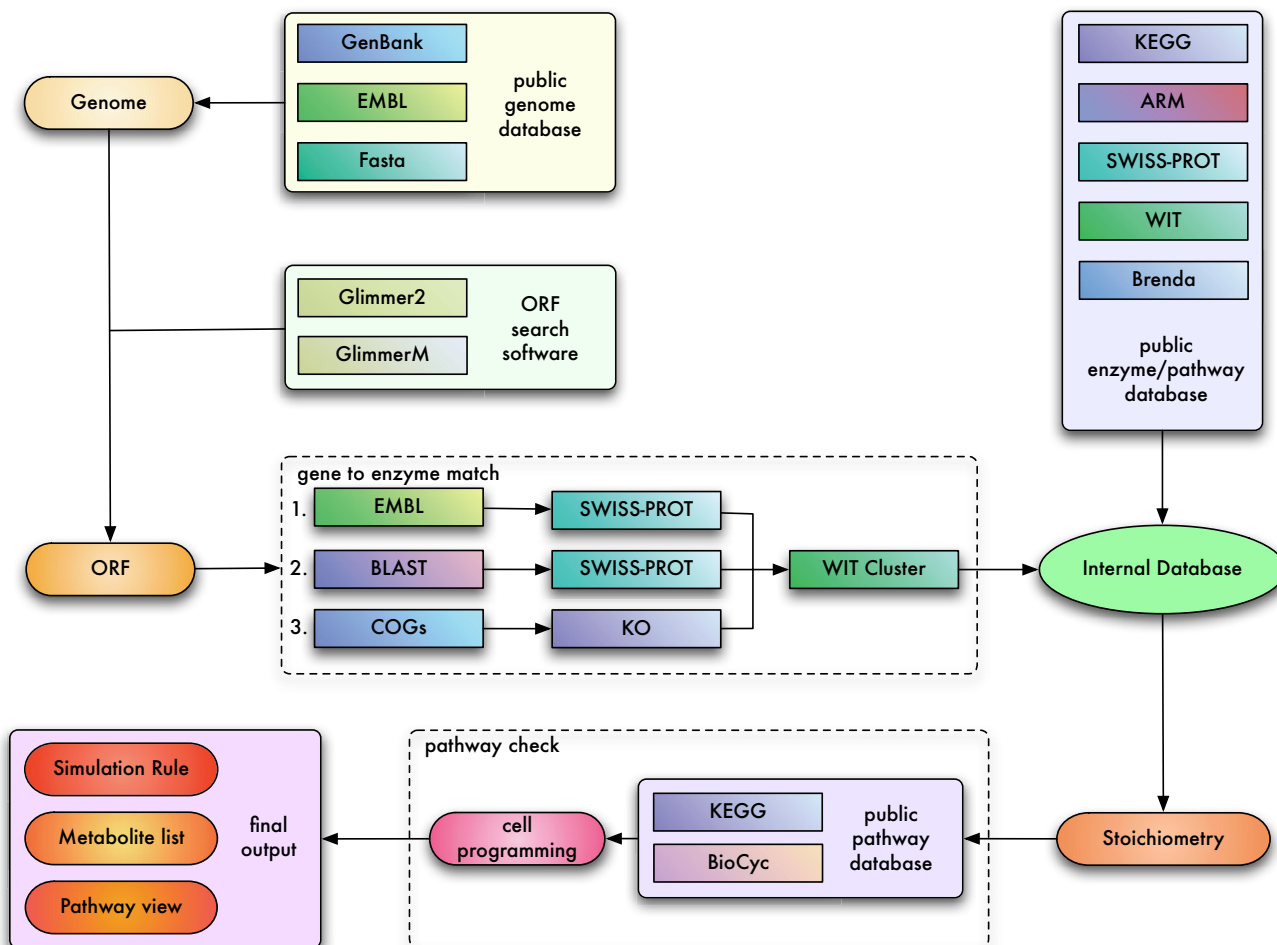 GenBank
EMBL
Fasta
public
genome
database
Genome
KEGG
ARM
SWISS-PROT
WIT
Brenda
public
enzyme/pathway
database
Glimmer2
GlimmerM
ORF
search
software
gene to enzyme match
1. EMBL SWISS-PROT
ORF
2. BLAST SWISS-PROT
WIT Cluster
Internal Database
3. COGs KO
pathway check
Simulation Rule
Metabolite list
Pathway view
final
output
cell
programming
KEGG
BioCyc
public
pathway
database
Stoichiometry